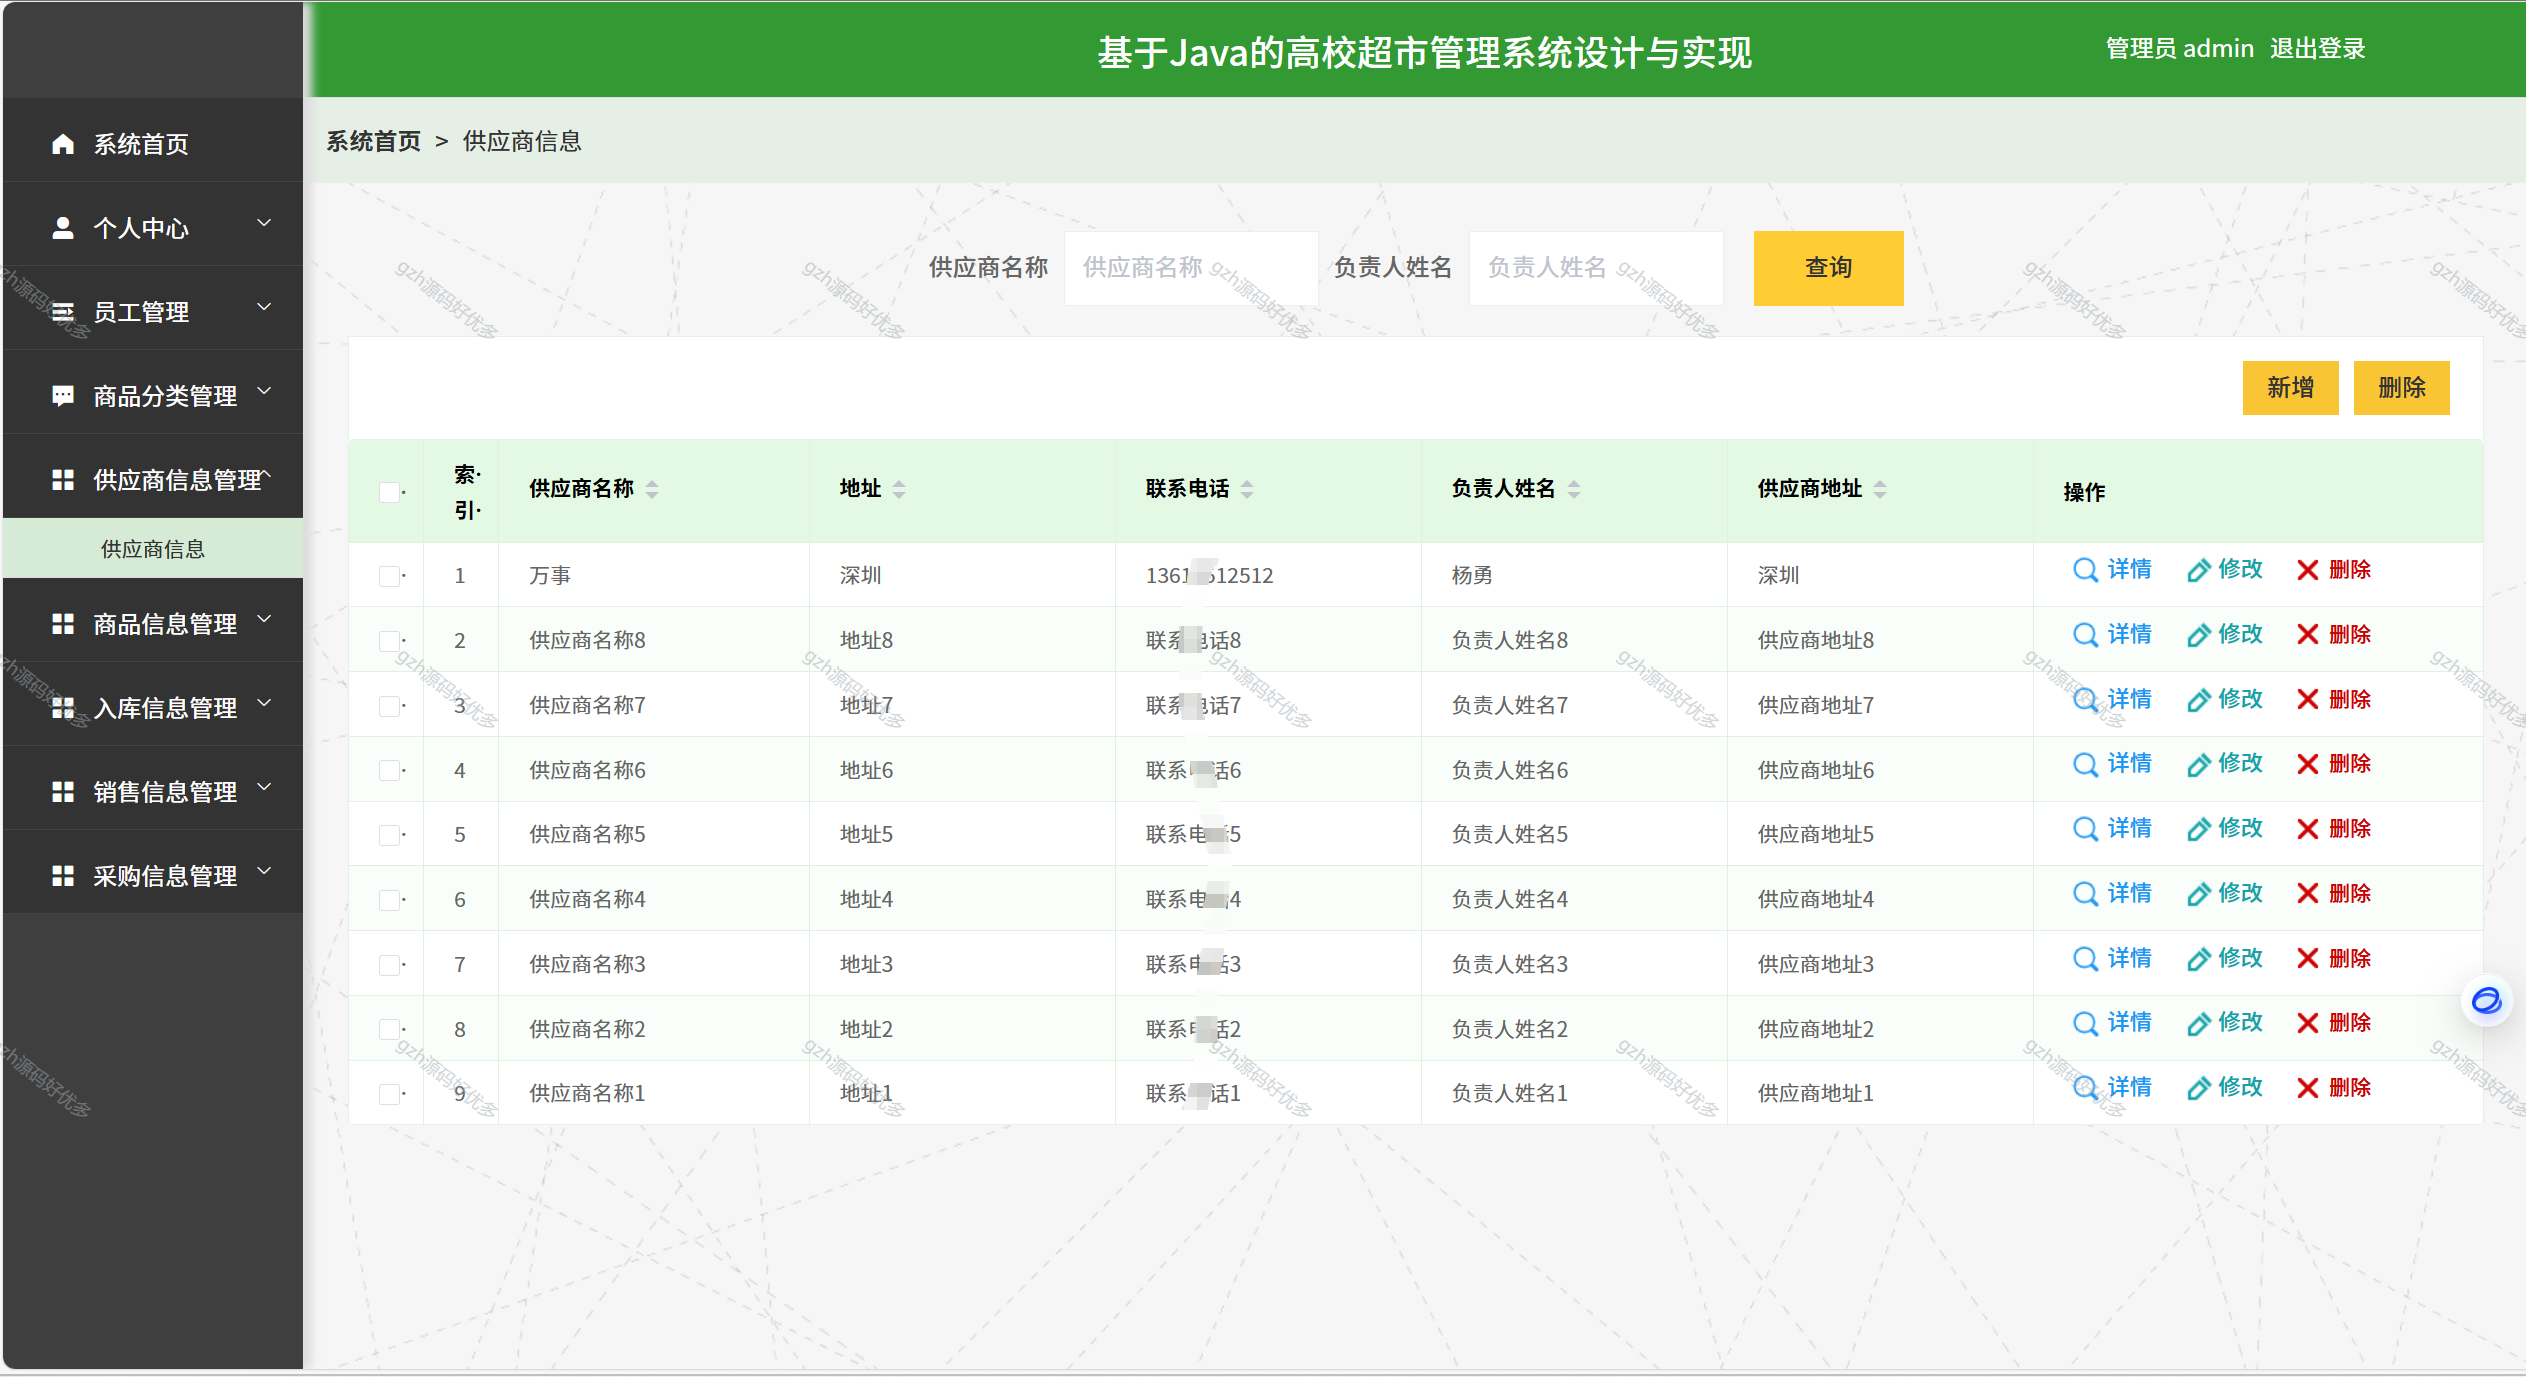 基于Java的高校超市管理系统设计与实现
管理员 admin 退出登录
系统首页
个人中心
员工管理
商品分类管理
供应商信息管理
供应商信息
商品信息管理
入库信息管理
销售信息管理
采购信息管理
系统首页 > 供应商信息
供应商名称 供应商名称 负责人姓名 负责人姓名 查询
新增 删除
索引 供应商名称 地址 联系电话 负责人姓名 供应商地址 操作
1 万事 深圳 1361 512512 杨勇 深圳 详情 修改 删除
2 供应商名称8 地址8 联系 话8 负责人姓名8 供应商地址8 详情 修改 删除
3 供应商名称7 地址7 联系 话7 负责人姓名7 供应商地址7 详情 修改 删除
4 供应商名称6 地址6 联系 话6 负责人姓名6 供应商地址6 详情 修改 删除
5 供应商名称5 地址5 联系电 5 负责人姓名5 供应商地址5 详情 修改 删除
6 供应商名称4 地址4 联系电 4 负责人姓名4 供应商地址4 详情 修改 删除
7 供应商名称3 地址3 联系电话3 负责人姓名3 供应商地址3 详情 修改 删除
8 供应商名称2 地址2 联系 话2 负责人姓名2 供应商地址2 详情 修改 删除
9 供应商名称1 地址1 联系 话1 负责人姓名1 供应商地址1 详情 修改 删除
gzh源码好优多